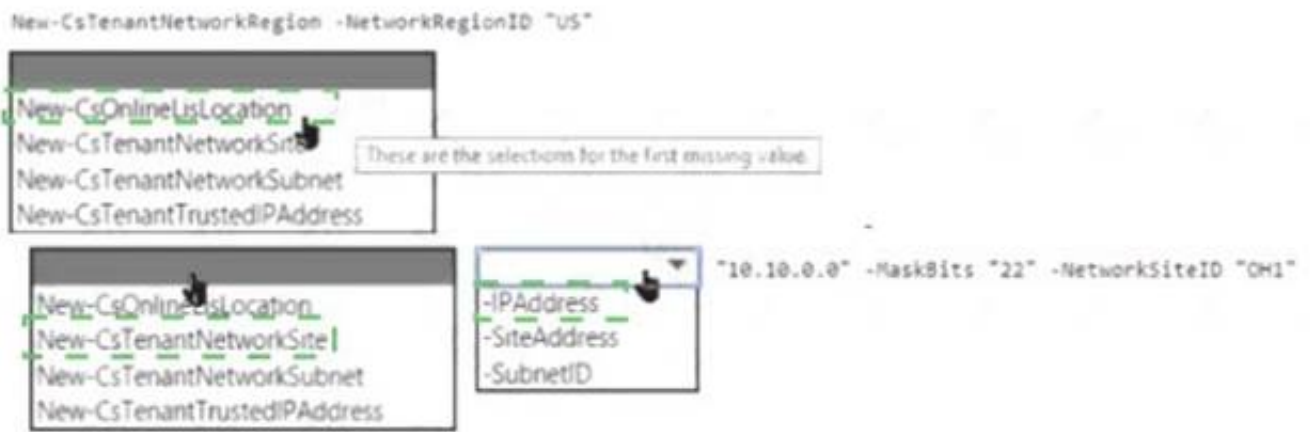 New-CsTenantNetworkRegion -NetworkRegionID "US"
New-CsOnlineLisLocation
New-CsTenantNetworkSite
New-CsTenantNetworkSubnet
New-CsTenantTrustedIPAddress
These are the selections for the first missing value.
New-CsOnlineLisLocation
New-CsTenantNetworkSite
New-CsTenantNetworkSubnet
New-CsTenantTrustedIPAddress
-IPAddress
-SiteAddress
-SubnetID
"10.10.0.0" -MaskBits "22" -NetworkSiteID "OH1"